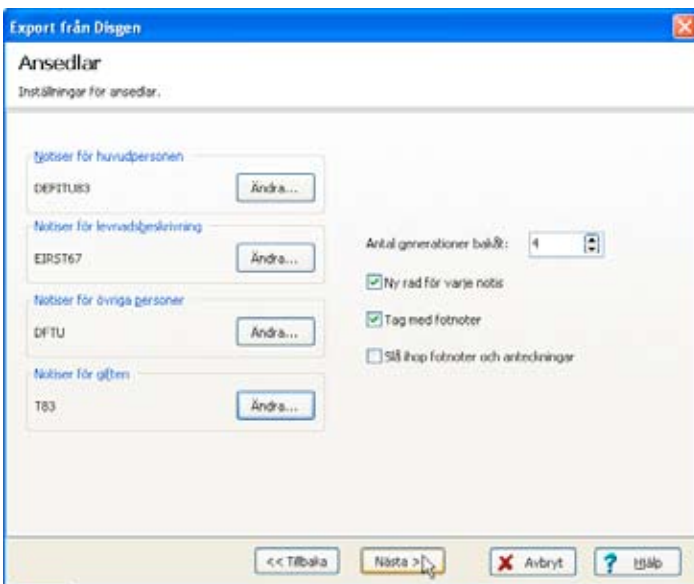 Export från Disgen
Ansedlar
Inställningar för ansedlar.
Notiser för huvudpersonen
DEFITU83
Ändra...
Notiser för levnadsbeskrivning
EIRST67
Ändra...
Notiser för övriga personer
DFTU
Ändra...
Notiser för giften
T83
Ändra...
Antal generationer bakåt: 4
Ny rad för varje notis
Tag med fotnoter
Slå ihop fotnoter och anteckningar
<< Tillbaka
Nästa >
Avbryt
Hjälp